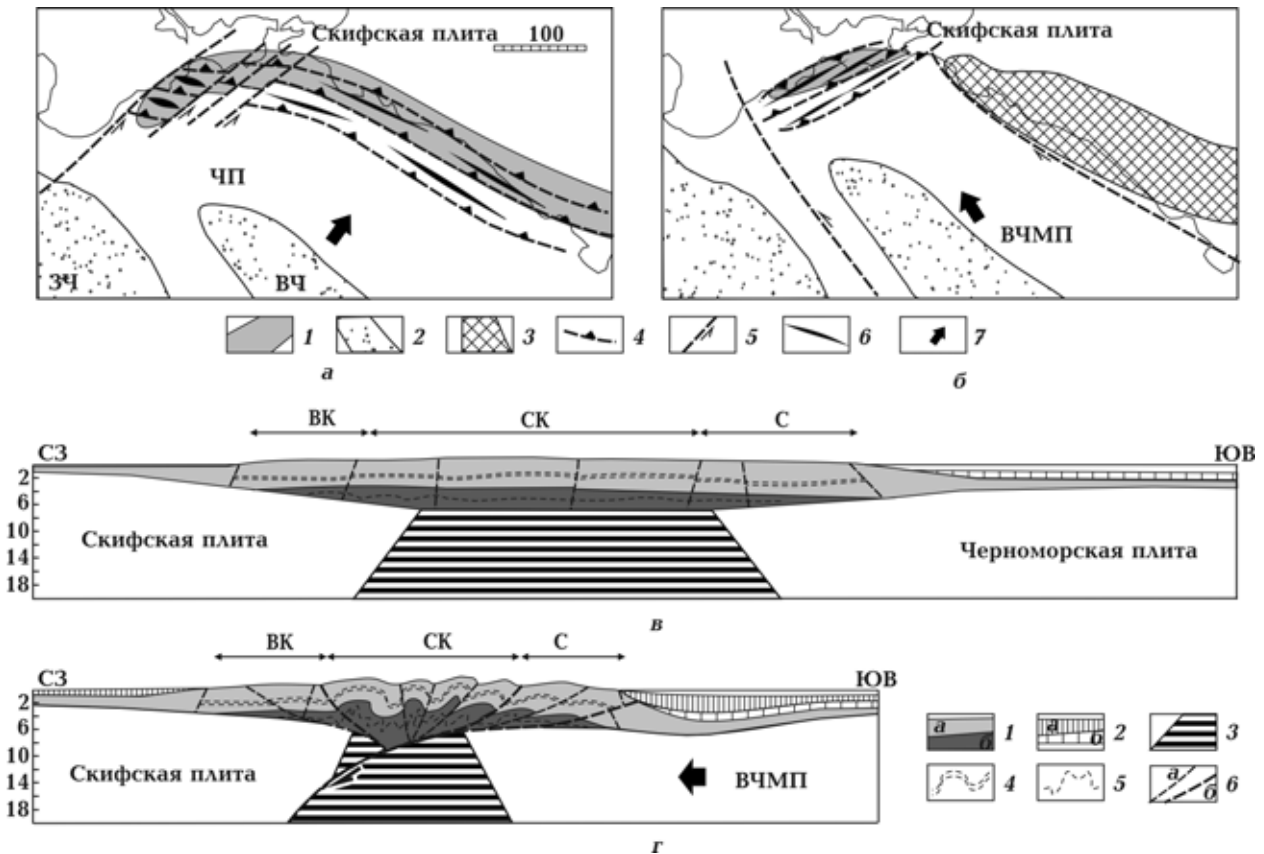 Скифская плита 100
ЧП
ЗЧ
ВЧ
Скифская плита
ВЧМП
1 2 3 4 5 6 7
а
б
ВК СК С
СЗ
ЮВ
2
6
10
14
18
Скифская плита
Черноморская плита
в
ВК СК С
СЗ
ЮВ
2
6
10
14
18
Скифская плита
ВЧМП
г
а б 1 а б 2 3
4 5 а б 6